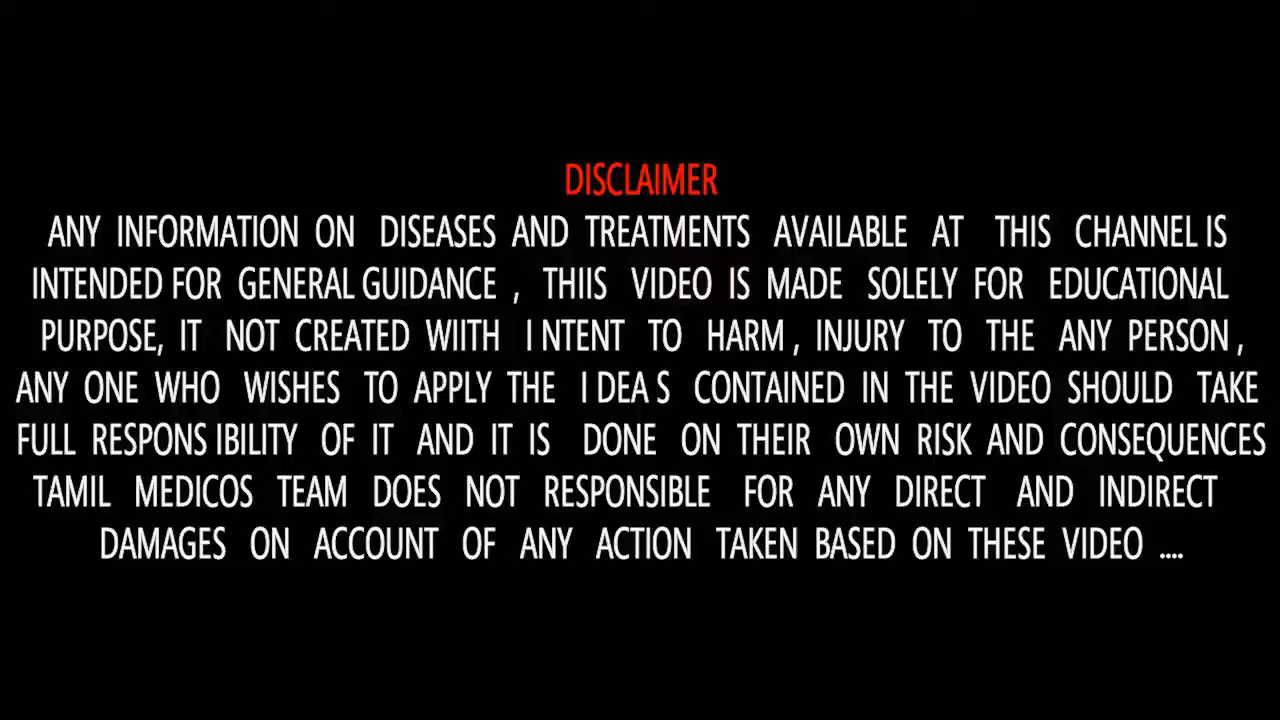 DISCLAIMER
ANY INFORMATION ON DISEASES AND TREATMENTS AVAILABLE AT THIS CHANNEL IS
INTENDED FOR GENERAL GUIDANCE , THIIS VIDEO IS MADE SOLELY FOR EDUCATIONAL
PURPOSE, IT NOT CREATED WIITH I NTENT TO HARM , INJURY TO THE ANY PERSON ,
ANY ONE WHO WISHES TO APPLY THE I DEA S CONTAINED IN THE VIDEO SHOULD TAKE
FULL RESPONS IBILITY OF IT AND IT IS DONE ON THEIR OWN RISK AND CONSEQUENCES
TAMIL MEDICOS TEAM DOES NOT RESPONSIBLE FOR ANY DIRECT AND INDIRECT
DAMAGES ON ACCOUNT OF ANY ACTION TAKEN BASED ON THESE VIDEO ....